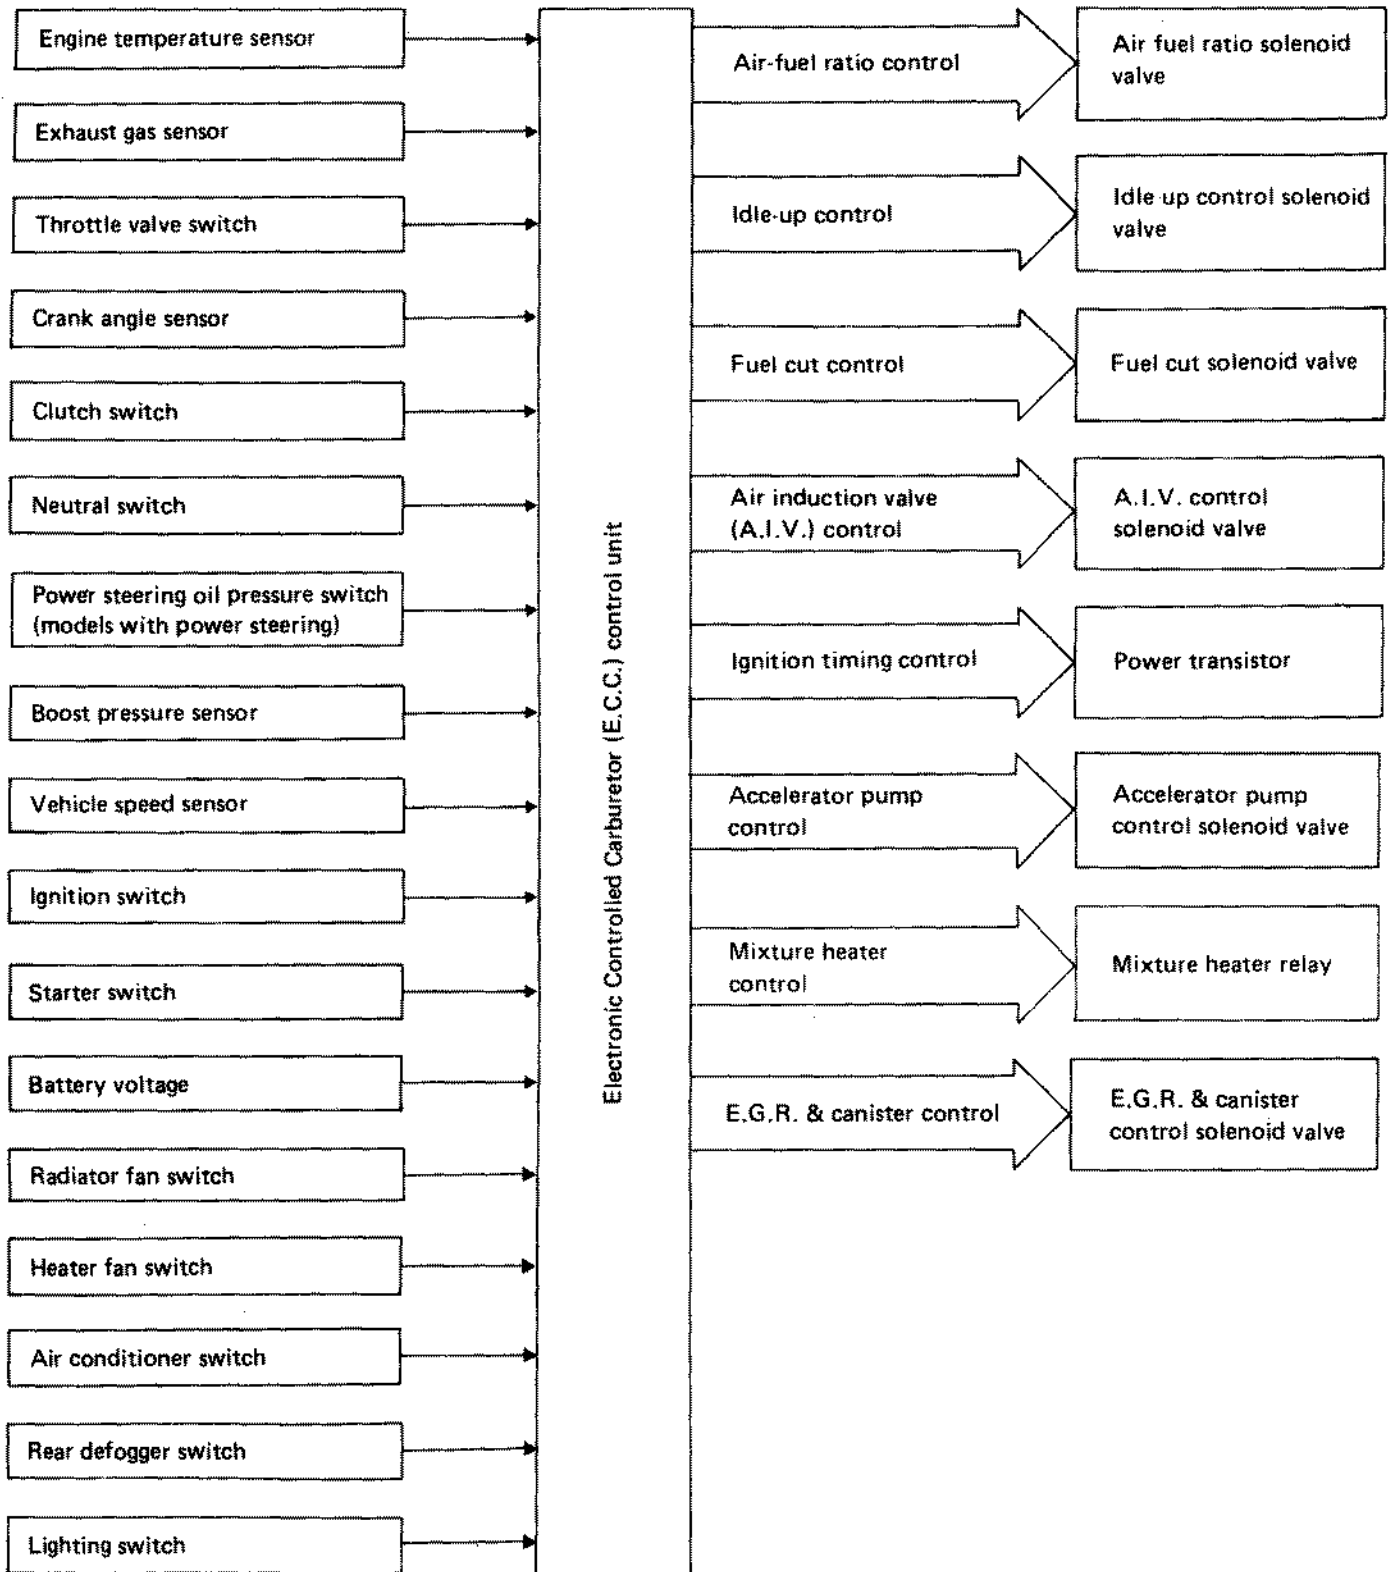 Engine temperature sensor
Exhaust gas sensor
Throttle valve switch
Crank angle sensor
Clutch switch
Neutral switch
Power steering oil pressure switch
(models with power steering)
Boost pressure sensor
Vehicle speed sensor
Ignition switch
Starter switch
Battery voltage
Radiator fan switch
Heater fan switch
Air conditioner switch
Rear defogger switch
Lighting switch
Electronic Controlled Carburetor (E.C.C.) control unit
Air-fuel ratio control
Air fuel ratio solenoid
valve
Idle-up control
Idle up control solenoid
valve
Fuel cut control
Fuel cut solenoid valve
Air induction valve
(A.I.V.) control
A.I.V. control
solenoid valve
Ignition timing control
Power transistor
Accelerator pump
control
Accelerator pump
control solenoid valve
Mixture heater
control
Mixture heater relay
E.G.R. & canister control
E.G.R. & canister
control solenoid valve